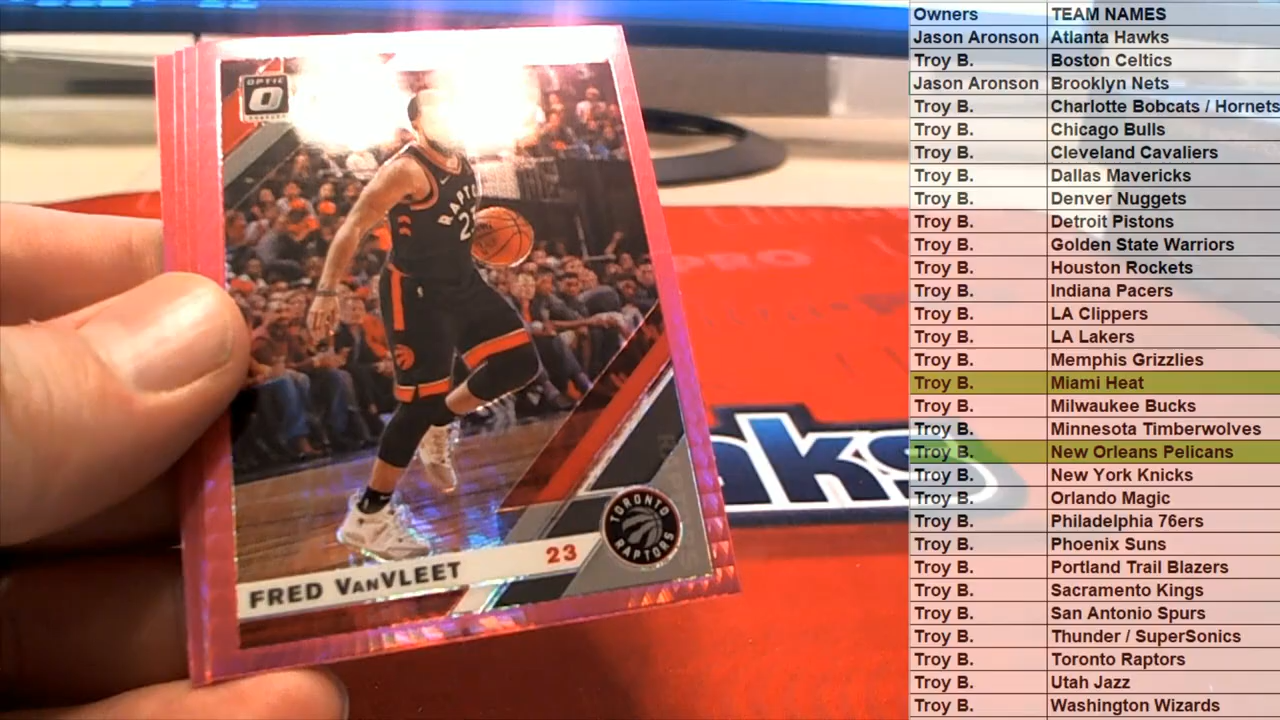 OPTIC
RAPTO
23
FRED VANVLEET
23
TORONTO
RAPTORS
PRO
aks
Owners TEAM NAMES
Jason Aronson Atlanta Hawks
Troy B. Boston Celtics
Jason Aronson Brooklyn Nets
Troy B. Charlotte Bobcats / Hornets
Troy B. Chicago Bulls
Troy B. Cleveland Cavaliers
Troy B. Dallas Mavericks
Troy B. Denver Nuggets
Troy B. Detroit Pistons
Troy B. Golden State Warriors
Troy B. Houston Rockets
Troy B. Indiana Pacers
Troy B. LA Clippers
Troy B. LA Lakers
Troy B. Memphis Grizzlies
Troy B. Miami Heat
Troy B. Milwaukee Bucks
Troy B. Minnesota Timberwolves
Troy B. New Orleans Pelicans
Troy B. New York Knicks
Troy B. Orlando Magic
Troy B. Philadelphia 76ers
Troy B. Phoenix Suns
Troy B. Portland Trail Blazers
Troy B. Sacramento Kings
Troy B. San Antonio Spurs
Troy B. Thunder / SuperSonics
Troy B. Toronto Raptors
Troy B. Utah Jazz
Troy B. Washington Wizards